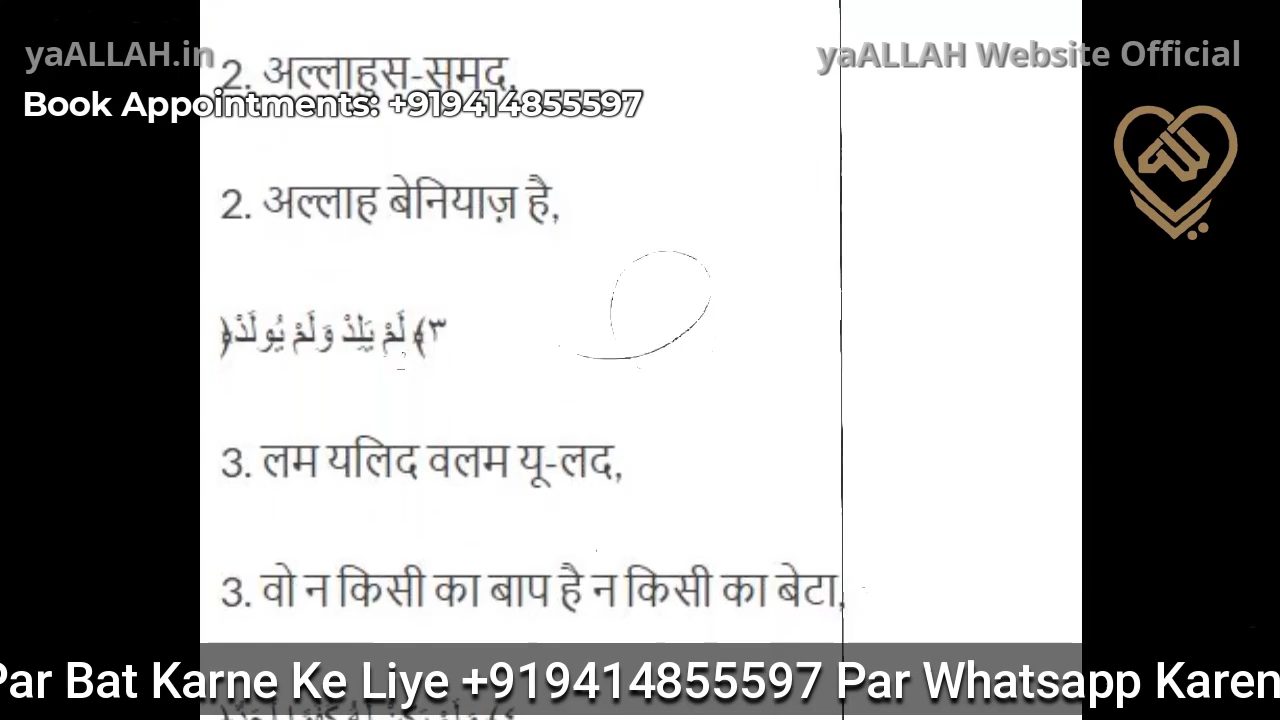 yaALLAH.in
yaALLAH Website Official
2. अल्लाहुस-समद,
Book Appointments: +919414855597
2. अल्लाह बेनियाज़ है,
٣﴾ لَمْ يَلِدْ وَلَمْ يُولَدْ﴿
3. लम यलिद वलम यू-लद,
3. वो न किसी का बाप है न किसी का बेटा,
Par Bat Karne Ke Liye +919414855597 Par Whatsapp Karen